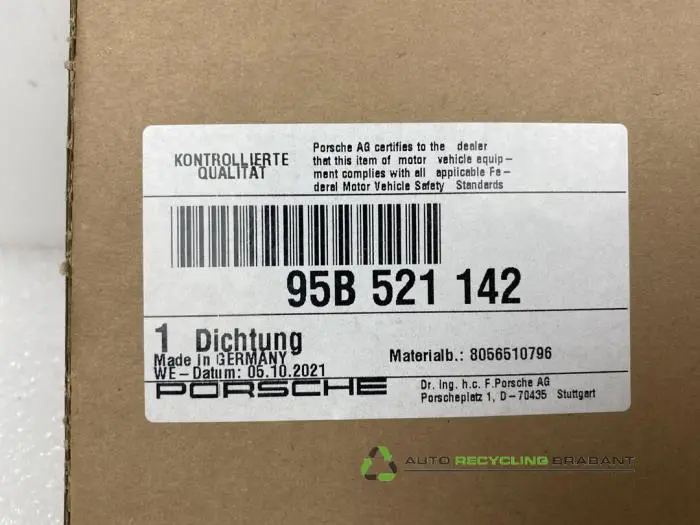 KONTROLLIERTE
QUALITAT
Porsche AG certifies to the dealer
that this item of motor vehicle equip-
ment complies with all applicable Fe-
deral Motor Vehicle Safety Standards
95B 521 142
1 Dichtung
Made in GERMANY
WE-Datum: 05.10.2021
Materialb.: 8056510796
PORSCHE
Dr. Ing. h.c. F.Porsche AG
Porscheplatz 1, D-70435 Stuttgart
AUTO RECYCLING BRABANT